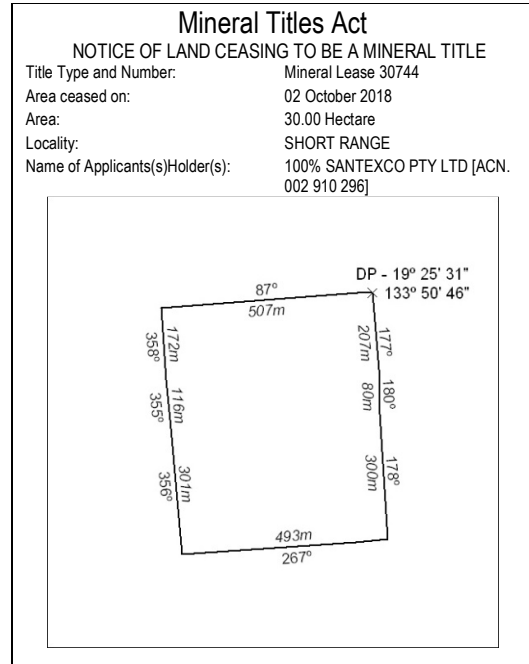 Mineral Titles Act
NOTICE OF LAND CEASING TO BE A MINERAL TITLE
Title Type and Number: Mineral Lease 30744
Area ceased on: 02 October 2018
Area: 30.00 Hectare
Locality: SHORT RANGE
Name of Applicants(s)Holder(s): 100% SANTEXCO PTY LTD [ACN.
002 910 296]
DP - 19º 25' 31"
133º 50' 46"
87º
507m
177º
207m
180º
80m
178º
300m
493m
267º
301m
356º
116m
355º
172m
358º